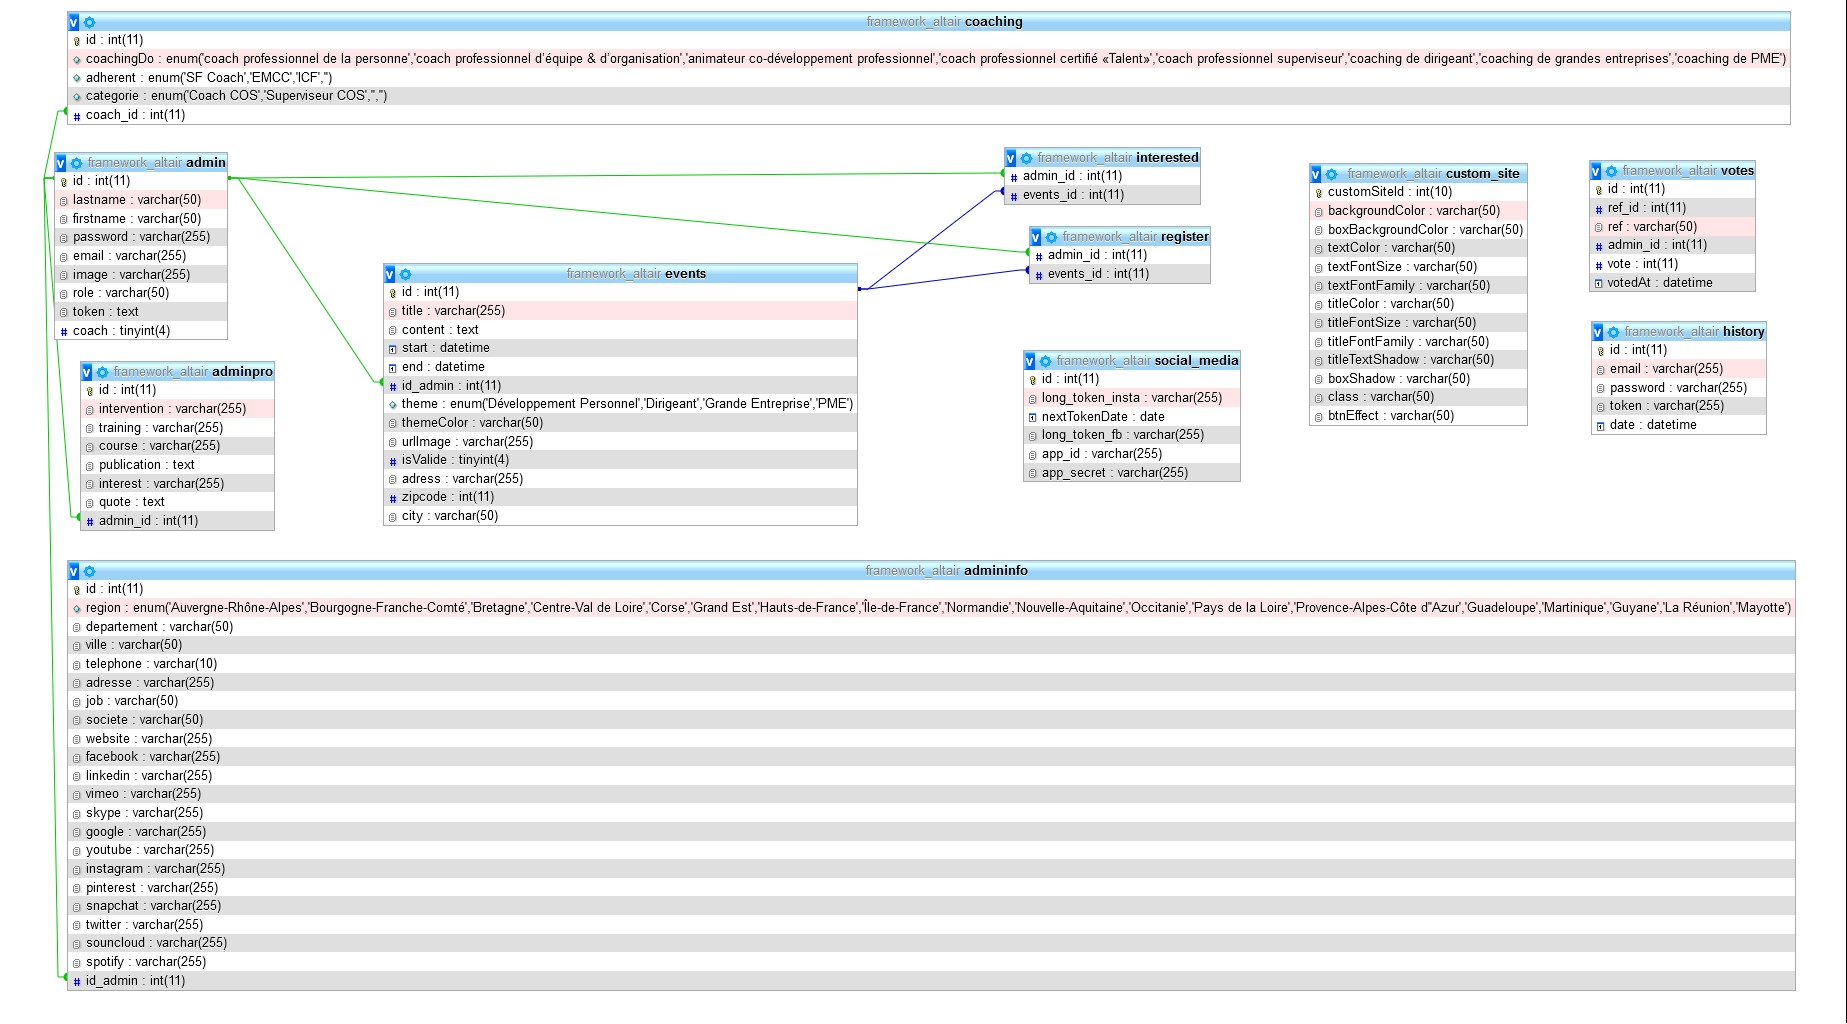 framework_altair coaching
id : int(11)
coachingDo : enum('coach professionnel de la personne','coach professionnel d'équipe & d'organisation','animateur co-développement professionnel','coach professionnel certifié «Talent»','coach professionnel superviseur','coaching de dirigeant','coaching de grandes entreprises','coaching de PME')
adherent : enum('SF Coach','EMCC','ICF','')
categorie : enum('Coach COS','Superviseur COS','','')
coach_id : int(11)
framework_altair admin
id : int(11)
lastname : varchar(50)
firstname : varchar(50)
password : varchar(255)
email : varchar(255)
image : varchar(255)
role : varchar(50)
token : text
coach : tinyint(4)
framework_altair adminpro
id : int(11)
intervention : varchar(255)
training : varchar(255)
course : varchar(255)
publication : text
interest : varchar(255)
quote : text
admin_id : int(11)
framework_altair events
id : int(11)
title : varchar(255)
content : text
start : datetime
end : datetime
id_admin : int(11)
theme : enum('Développement Personnel','Dirigeant','Grande Entreprise','PME')
themeColor : varchar(50)
urlImage : varchar(255)
isValide : tinyint(4)
adress : varchar(255)
zipcode : int(11)
city : varchar(50)
framework_altair interested
admin_id : int(11)
events_id : int(11)
framework_altair register
admin_id : int(11)
events_id : int(11)
framework_altair social_media
id : int(11)
long_token_insta : varchar(255)
nextTokenDate : date
long_token_fb : varchar(255)
app_id : varchar(255)
app_secret : varchar(255)
framework_altair custom_site
customSiteId : int(10)
backgroundColor : varchar(50)
boxBackgroundColor : varchar(50)
textColor : varchar(50)
textFontSize : varchar(50)
textFontFamily : varchar(50)
titleColor : varchar(50)
titleFontSize : varchar(50)
titleFontFamily : varchar(50)
titleTextShadow : varchar(50)
boxShadow : varchar(50)
class : varchar(50)
btnEffect : varchar(50)
framework_altair votes
id : int(11)
ref_id : int(11)
ref : varchar(50)
admin_id : int(11)
vote : int(11)
votedAt : datetime
framework_altair history
id : int(11)
email : varchar(255)
password : varchar(255)
token : varchar(255)
date : datetime
framework_altair admininfo
id : int(11)
region : enum('Auvergne-Rhône-Alpes','Bourgogne-Franche-Comté','Bretagne','Centre-Val de Loire','Corse','Grand Est','Hauts-de-France','Île-de-France','Normandie','Nouvelle-Aquitaine','Occitanie','Pays de la Loire','Provence-Alpes-Côte d''Azur','Guadeloupe','Martinique','Guyane','La Réunion','Mayotte')
departement : varchar(50)
ville : varchar(50)
telephone : varchar(10)
adresse : varchar(255)
job : varchar(50)
societe : varchar(50)
website : varchar(255)
facebook : varchar(255)
linkedin : varchar(255)
vimeo : varchar(255)
skype : varchar(255)
google : varchar(255)
youtube : varchar(255)
instagram : varchar(255)
pinterest : varchar(255)
snapchat : varchar(255)
twitter : varchar(255)
souncloud : varchar(255)
spotify : varchar(255)
id_admin : int(11)